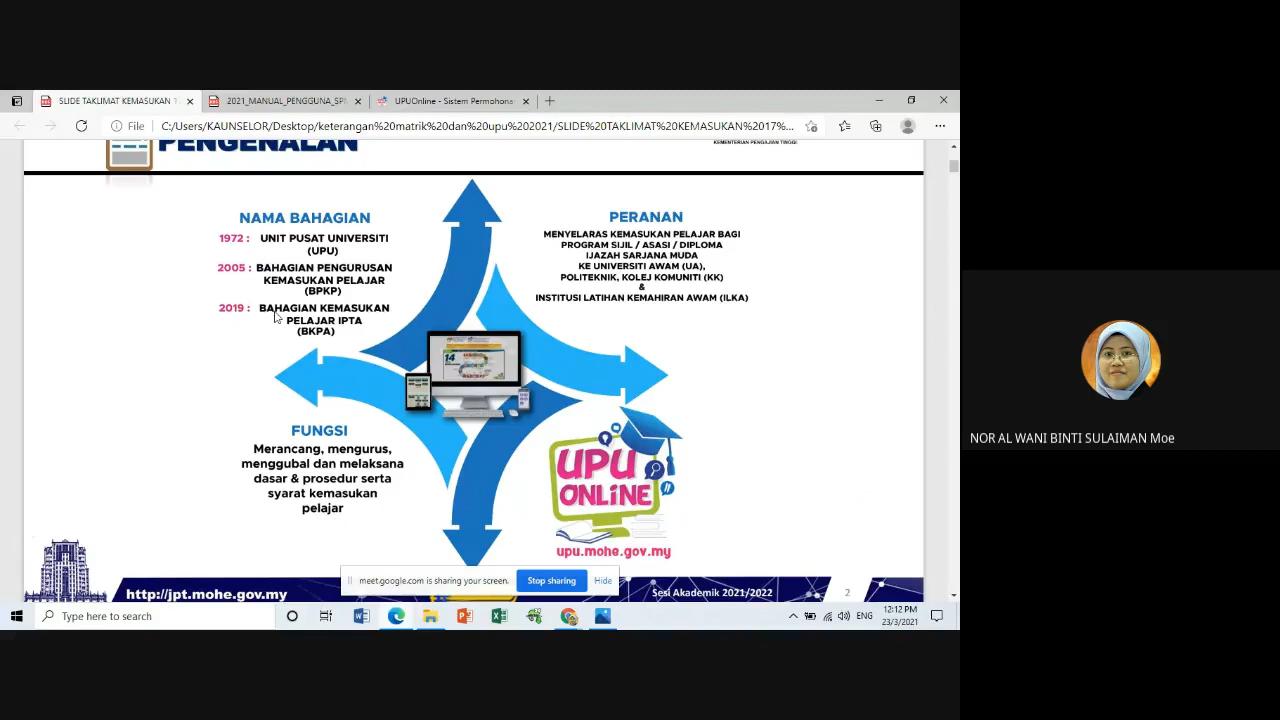 SLIDE TAKLIMAT KEMASUKAN 1
2021_MANUAL_PENGGUNA_SPM
UPUOnline - Sistem Permohonan
File
C:/Users/KAUNSELOR/Desktop/keterangan%20matrik%20dan%20upu%202021/SLIDE%20TAKLIMAT%20KEMASUKAN%2017%...
PENGENALAN
KEMENTERIAN PENGAJIAN TINGGI
NAMA BAHAGIAN
1972 : UNIT PUSAT UNIVERSITI
(UPU)
2005 : BAHAGIAN PENGURUSAN
KEMASUKAN PELAJAR
(BPKP)
2019 : BAHAGIAN KEMASUKAN
PELAJAR IPTA
(BKPA)
PERANAN
MENYELARAS KEMASUKAN PELAJAR BAGI
PROGRAM SIJIL / ASASI / DIPLOMA
IJAZAH SARJANA MUDA
KE UNIVERSITI AWAM (UA),
POLITEKNIK, KOLEJ KOMUNITI (KK)
&
INSTITUSI LATIHAN KEMAHIRAN AWAM (ILKA)
FUNGSI
Merancang, mengurus,
menggubal dan melaksana
dasar & prosedur serta
syarat kemasukan
pelajar
UPU
ONLINE
upu.mohe.gov.my
NOR AL WANI BINTI SULAIMAN Moe
meet.google.com is sharing your screen.
Stop sharing
Hide
http://jpt.mohe.gov.my
Sesi Akademik 2021/2022
2
Type here to search
ENG
12:12 PM
23/3/2021